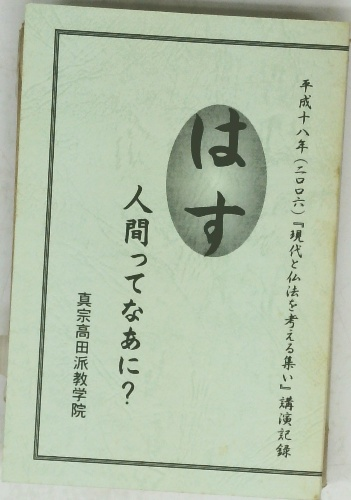 平成十八年(二〇〇六)『現代と仏法を考える集い』講演記録
はす
人間ってなあに?
真宗高田派教学院